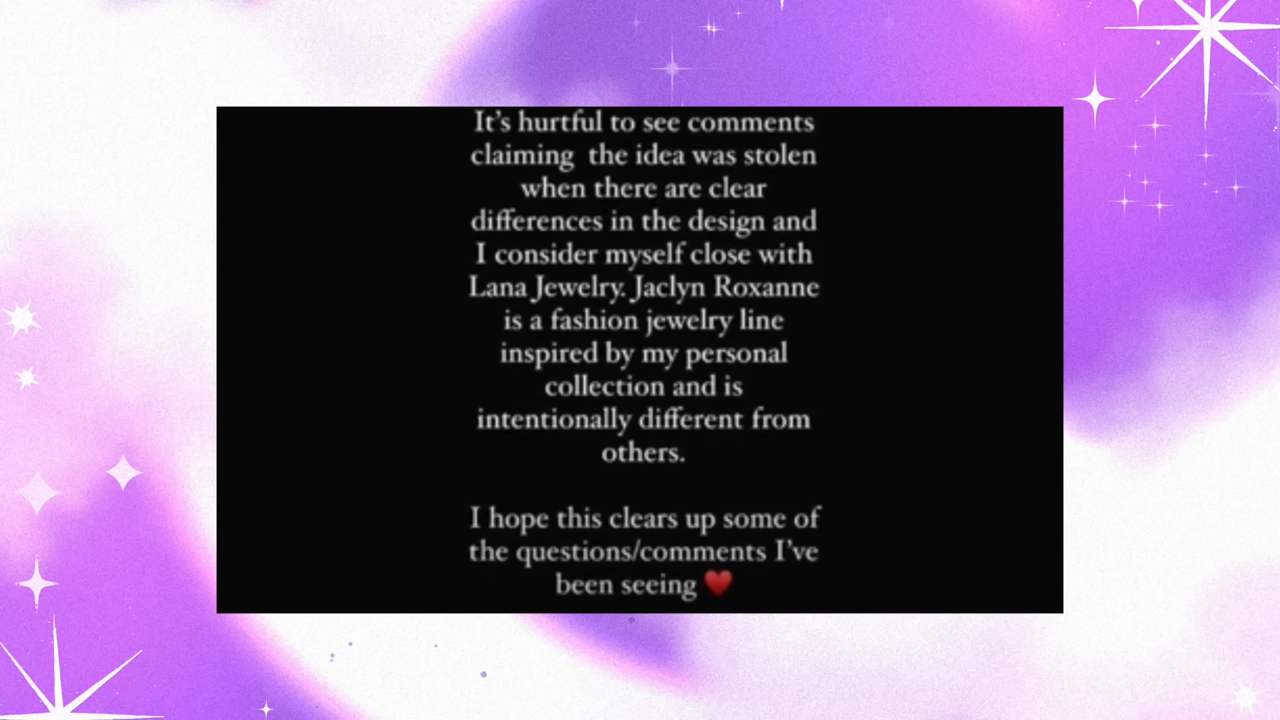 It's hurtful to see comments
claiming  the idea was stolen
when there are clear
differences in the design and
I consider myself close with
Lana Jewelry. Jaclyn Roxanne
is a fashion jewelry line
inspired by my personal
collection and is
intentionally different from
others.
I hope this clears up some of
the questions/comments I've
been seeing ♥️